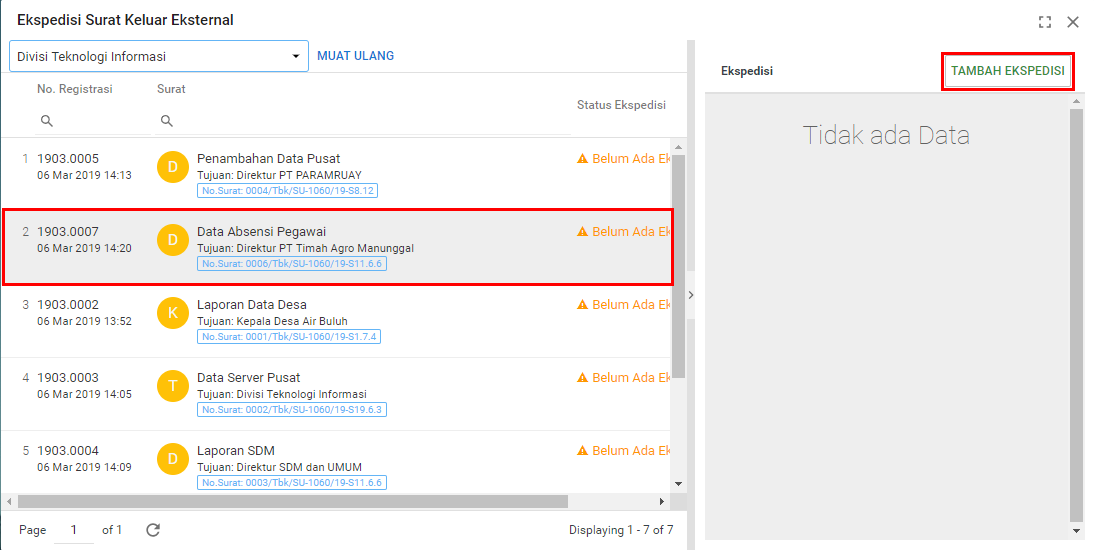 Ekspedisi Surat Keluar Eksternal
Divisi Teknologi Informasi
MUAT ULANG
No. Registrasi
Surat
Status Ekspedisi
1
1903.0005
06 Mar 2019 14:13
D
Penambahan Data Pusat
Tujuan: Direktur PT PARAMRUAY
No.Surat: 0004/Tbk/SU-1060/19-S8.12
Belum Ada Ek
2
1903.0007
06 Mar 2019 14:20
D
Data Absensi Pegawai
Tujuan: Direktur PT Timah Agro Manunggal
No.Surat: 0006/Tbk/SU-1060/19-S11.6.6
Belum Ada Ek
3
1903.0002
06 Mar 2019 13:52
K
Laporan Data Desa
Tujuan: Kepala Desa Air Buluh
No.Surat: 0001/Tbk/SU-1060/19-S1.7.4
Belum Ada Ek
4
1903.0003
06 Mar 2019 14:05
T
Data Server Pusat
Tujuan: Divisi Teknologi Informasi
No.Surat: 0002/Tbk/SU-1060/19-S19.6.3
Belum Ada Ek
5
1903.0004
06 Mar 2019 14:09
D
Laporan SDM
Tujuan: Direktur SDM dan UMUM
No.Surat: 0003/Tbk/SU-1060/19-S11.6.6
Belum Ada Ek
Page 1 of 1
Displaying 1 - 7 of 7
Ekspedisi
TAMBAH EKSPEDISI
Tidak ada Data